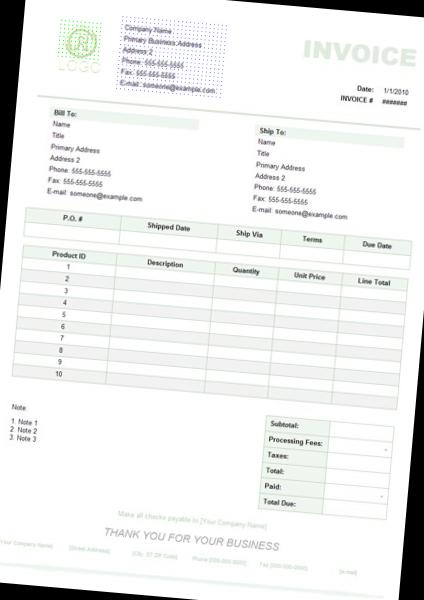 LOGO
Company Name
Primary Business Address
Address 2
Phone: 555-555-5555
Fax: 555-555-5555
E-mail: someone@example.com
INVOICE
Date: 1/1/2010
INVOICE # #######
Bill To:
Name
Title
Primary Address
Address 2
Phone: 555-555-5555
Fax: 555-555-5555
E-mail: someone@example.com
Ship To:
Name
Title
Primary Address
Address 2
Phone: 555-555-5555
Fax: 555-555-5555
E-mail: someone@example.com
P.O. # Shipped Date Ship Via Terms Due Date
Product ID Description Quantity Unit Price Line Total
1
2
3
4
5
6
7
8
9
10
Note
1. Note 1
2. Note 2
3. Note 3
Subtotal:
Processing Fees: -
Taxes:
Total:
Paid: -
Total Due:
Make all checks payable to [Your Company Name]
THANK YOU FOR YOUR BUSINESS
[Your Company Name] [Street Address] [City, ST ZIP Code] Phone [555-555-5555] Fax [555-555-5555] [e-mail]